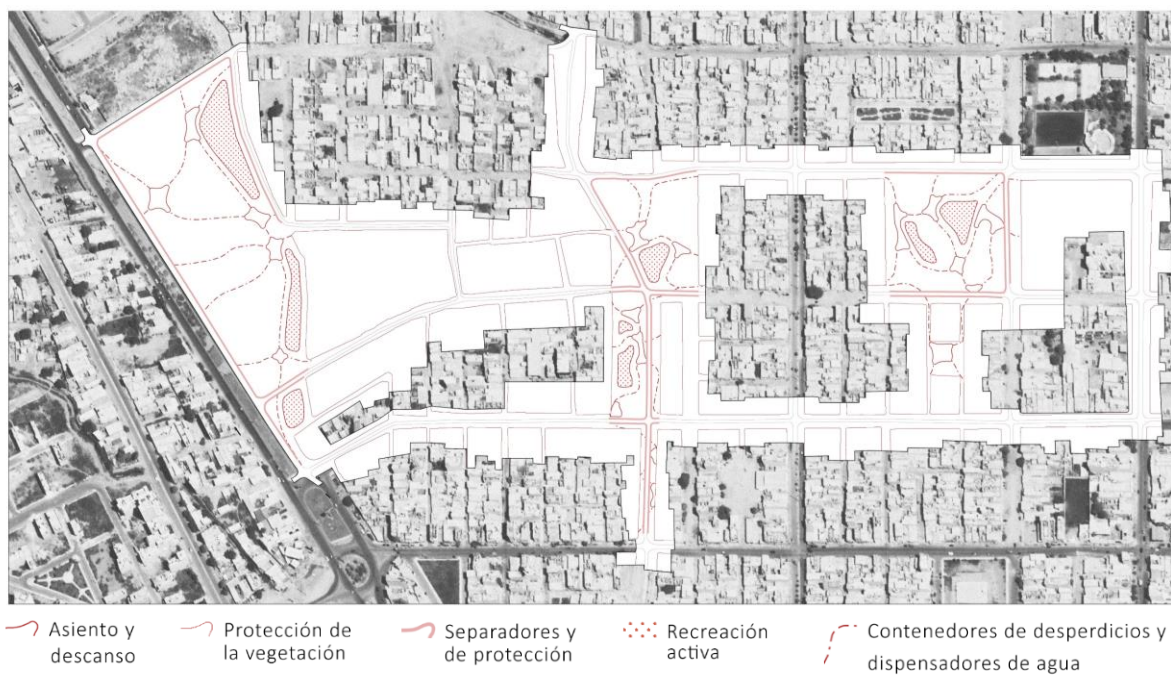 Asiento y
descanso
Protección de
la vegetación
Separadores y
de protección
Recreación
activa
Contenedores de desperdicios y
dispensadores de agua